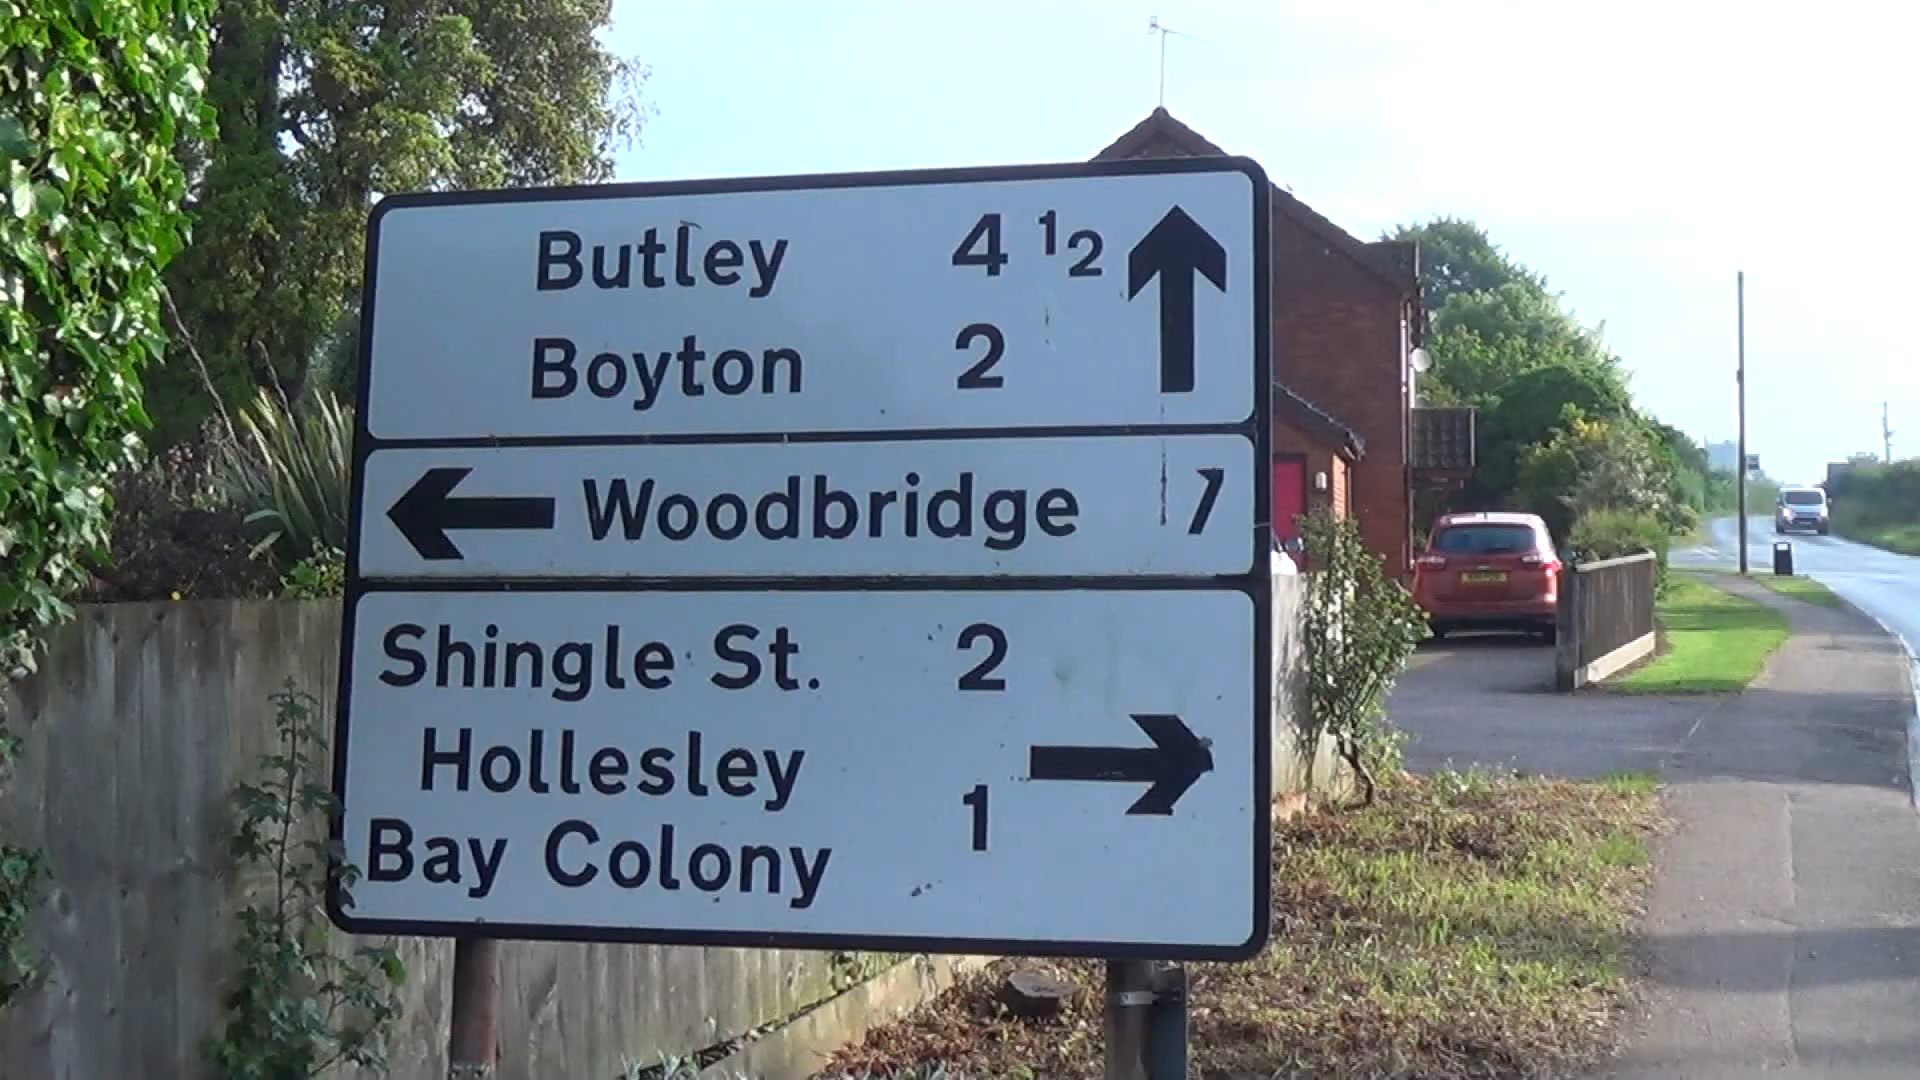 Butley 4 1/2
Boyton 2
Woodbridge 7
Shingle St. 2
Hollesley
Bay Colony 1